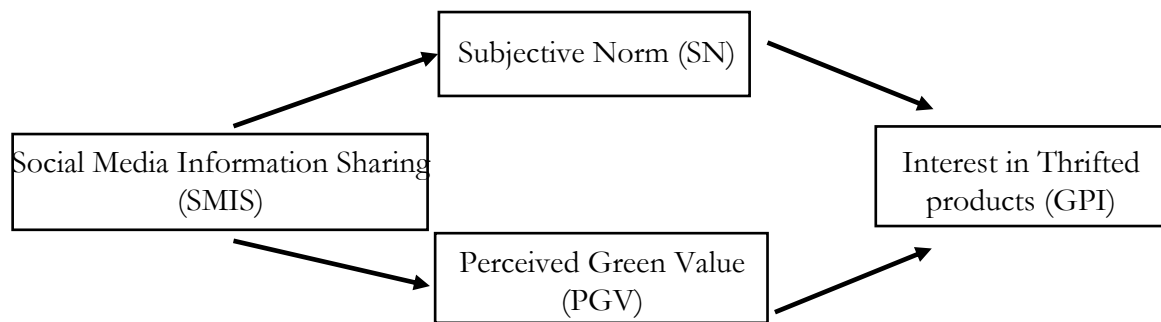 Subjective Norm (SN)
Social Media Information Sharing
(SMIS)
Interest in Thrifted
products (GPI)
Perceived Green Value
(PGV)